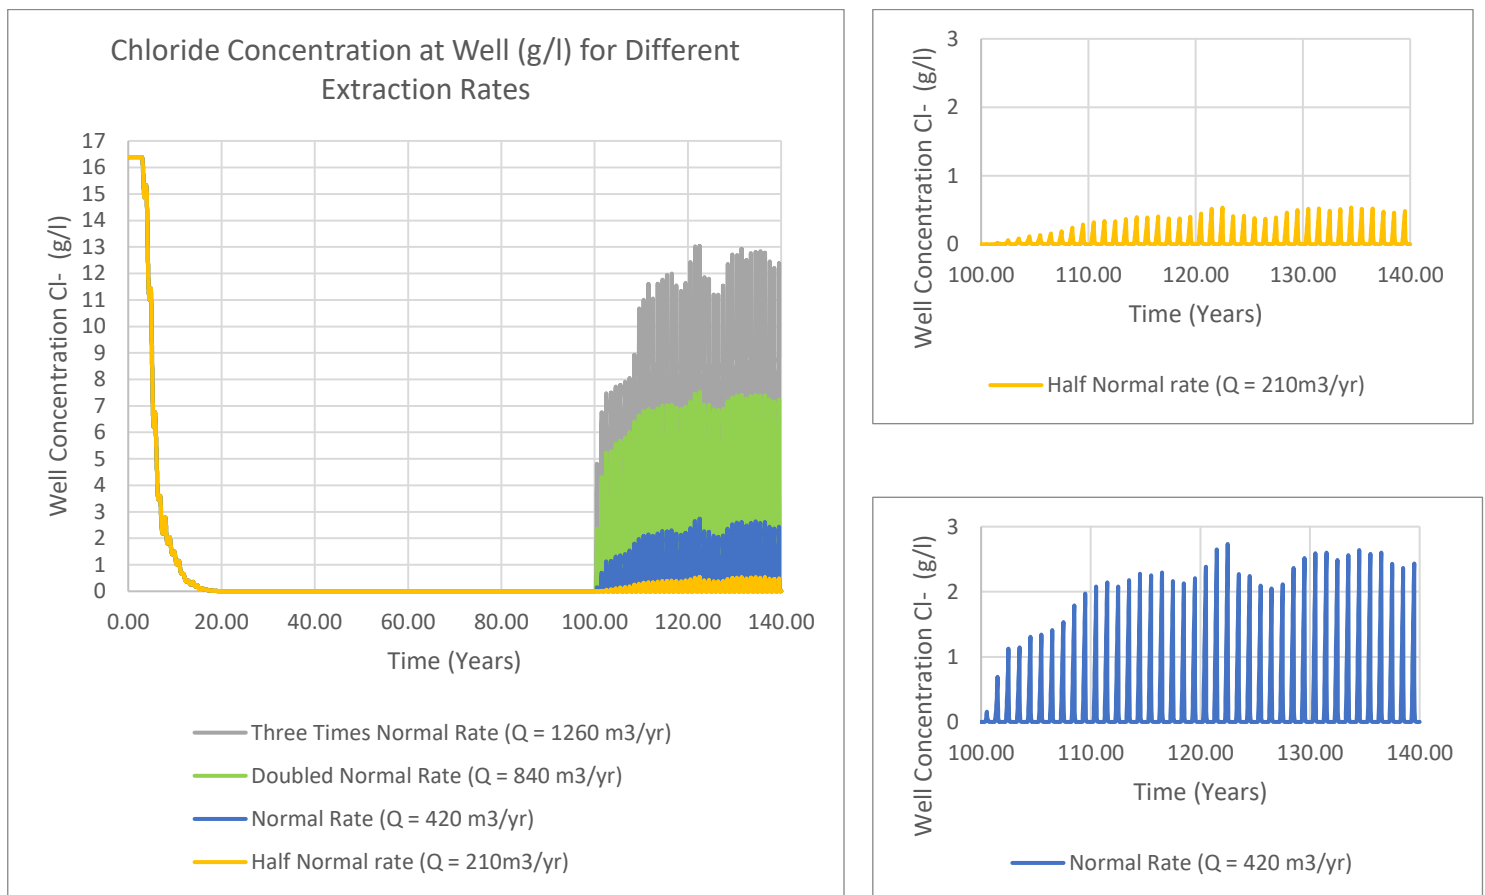 Chloride Concentration at Well (g/l) for Different
Extraction Rates
Well Concentration Cl-  (g/l)
17
16
15
14
13
12
11
10
9
8
7
6
5
4
3
2
1
0
0.00 20.00 40.00 60.00 80.00 100.00 120.00 140.00
Time (Years)
Three Times Normal Rate (Q = 1260 m3/yr)
Doubled Normal Rate (Q = 840 m3/yr)
Normal Rate (Q = 420 m3/yr)
Half Normal rate (Q = 210m3/yr)
Well Concentration Cl-  (g/l)
3
2
1
0
100.00 110.00 120.00 130.00 140.00
Time (Years)
Half Normal rate (Q = 210m3/yr)
Well Concentration Cl-  (g/l)
3
2
1
0
100.00 110.00 120.00 130.00 140.00
Time (Years)
Normal Rate (Q = 420 m3/yr)